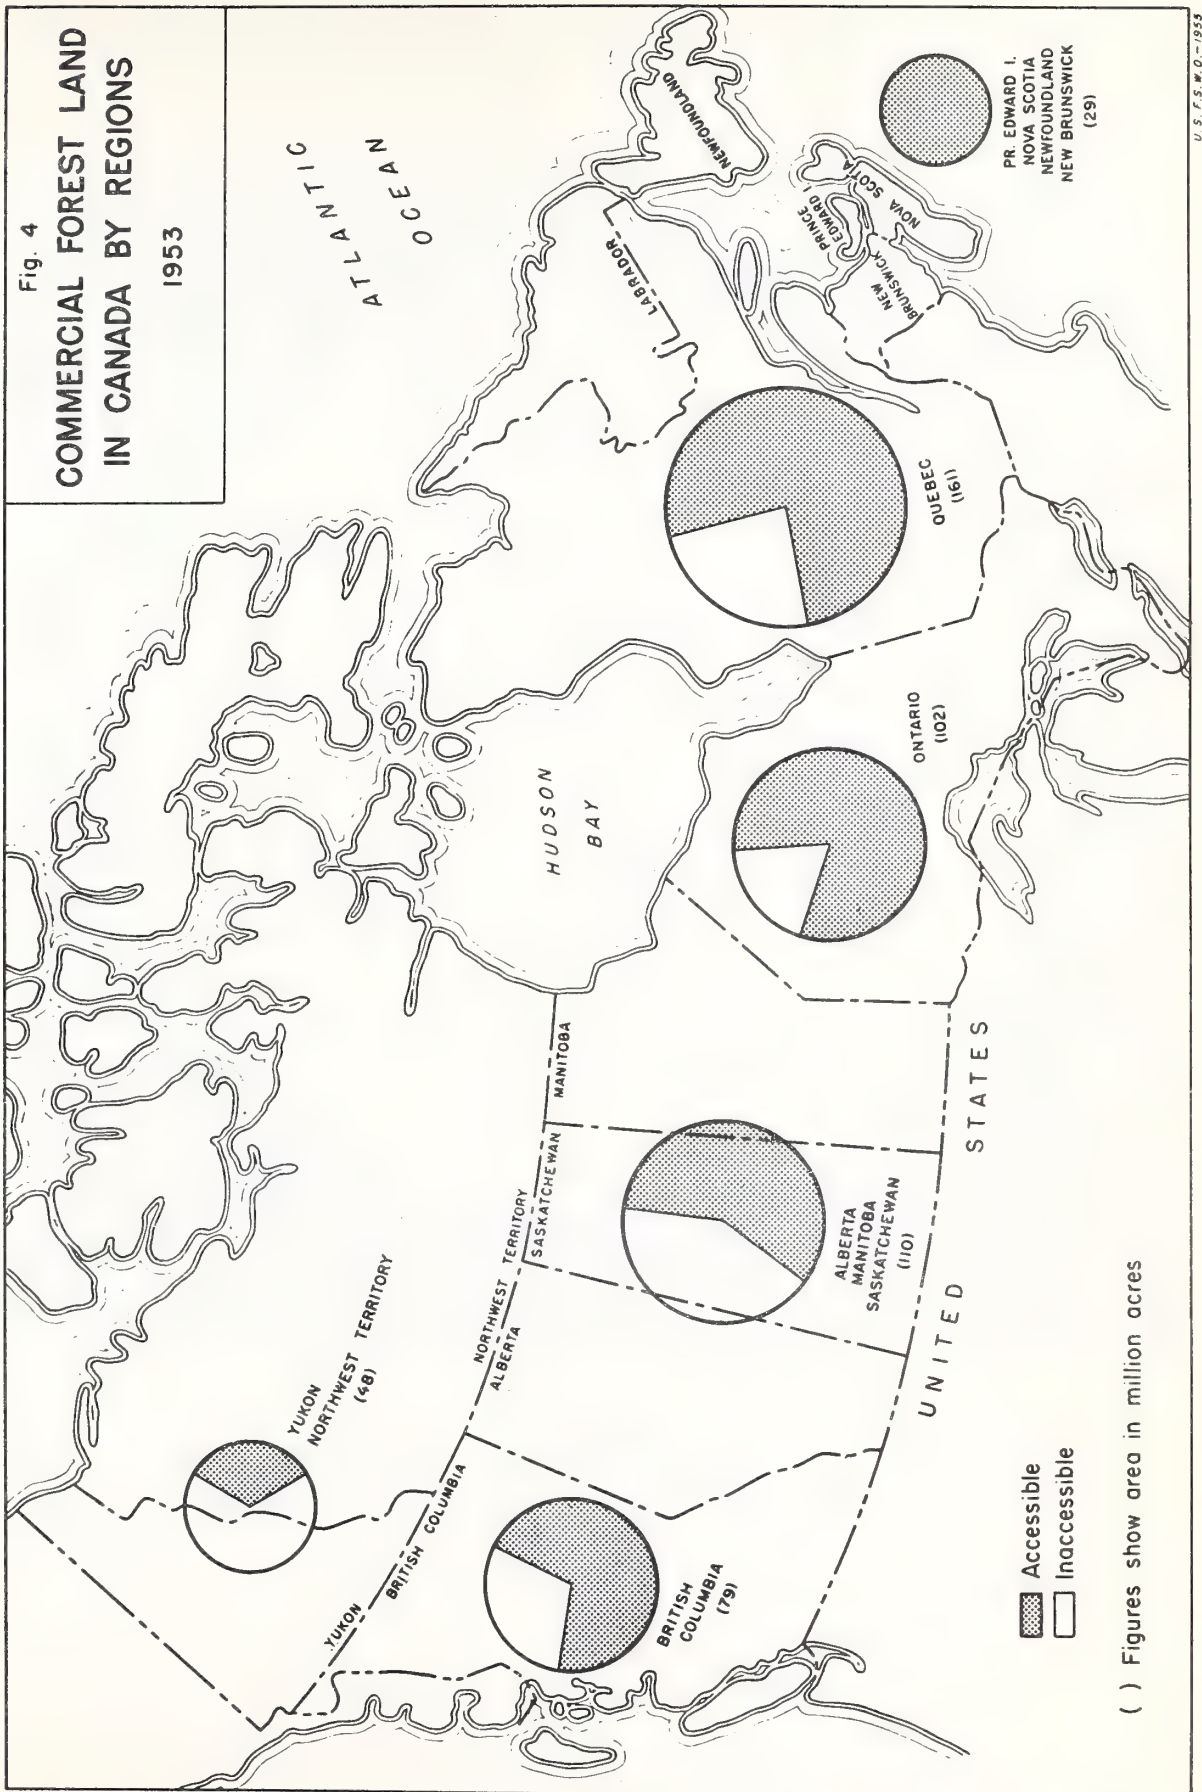 Fig. 4
COMMERCIAL FOREST LAND
IN CANADA BY REGIONS
1953
ATLANTIC
OCEAN
HUDSON
BAY
YUKON
NORTHWEST TERRITORY
(48)
YUKON
BRITISH COLUMBIA
NORTHWEST TERRITORY
ALBERTA
SASKATCHEWAN
MANITOBA
LABRADOR
NEWFOUNDLAND
PRINCE
EDWARD I.
NOVA SCOTIA
NEW
BRUNSWICK
BRITISH
COLUMBIA
(79)
ALBERTA
MANITOBA
SASKATCHEWAN
(110)
ONTARIO
(102)
QUEBEC
(161)
PR. EDWARD I.
NOVA SCOTIA
NEWFOUNDLAND
NEW BRUNSWICK
(29)
UNITED STATES
Accessible
Inaccessible
( ) Figures show area in million acres
U.S.F.S.W.O.-1955